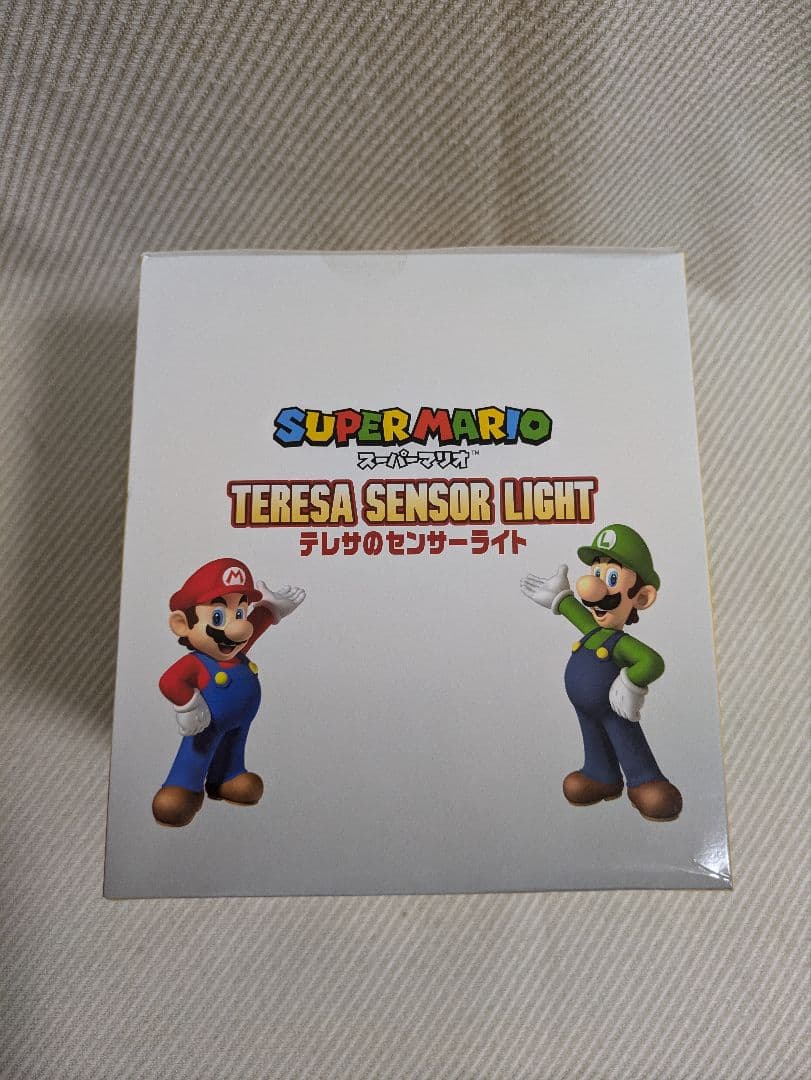 SUPER MARIO
スーパーマリオ™
TERESA SENSOR LIGHT
テレサのセンサーライト
M
L